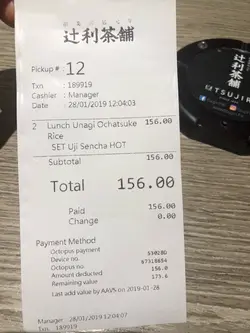 辻利茶舗
Pickup # 12
Txn : 189919
Cashier : Manager
Date : 28/01/2019 12:04:03
2 Lunch Unagi Ochatsuke 156.00
Rice
SET Uji Sencha HOT
Subtotal 156.00
Total 156.00
Paid 156.00
Change 0.00
Payment Method
Octopus payment
Device no.
Octopus no. 67318654
Amount deducted 156.0
Remaining value 173.6
Last add value by AAVS on 2019-01-28
Manager 28/01/2019 12:04:07
Txn : 189919
辻利茶舗
TSUJIRI